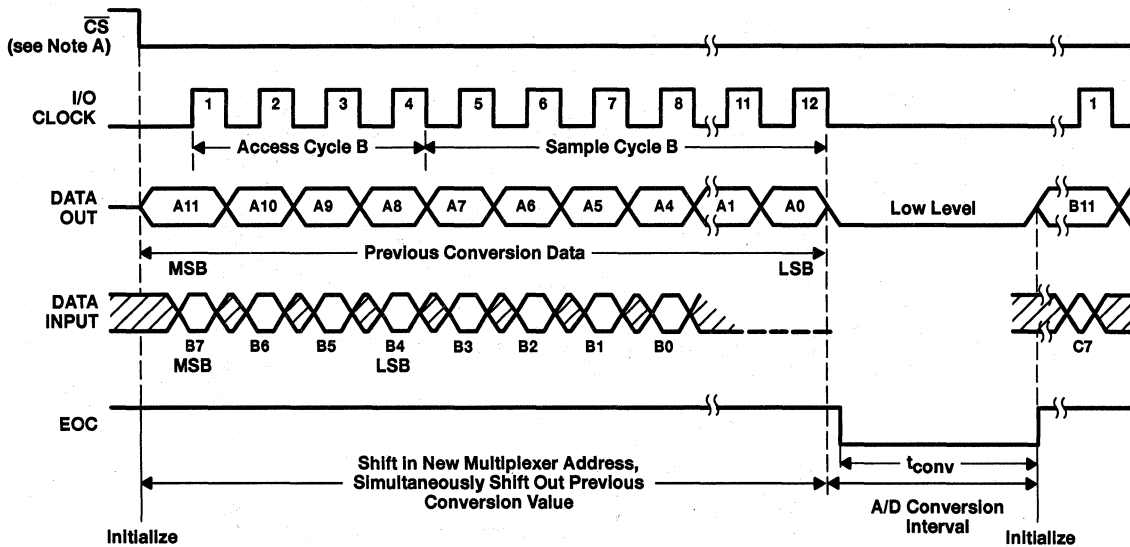 CS
(see Note A)
I/O
CLOCK
1 2 3 4 5 6 7 8 11 12 1
Access Cycle B Sample Cycle B
DATA
OUT
A11 A10 A9 A8 A7 A6 A5 A4 A1 A0 Low Level B11
Previous Conversion Data
MSB LSB
DATA
INPUT
B7 B6 B5 B4 B3 B2 B1 B0 C7
MSB LSB
EOC
Shift in New Multiplexer Address,
Simultaneously Shift Out Previous
Conversion Value
tconv
A/D Conversion
Interval
Initialize Initialize